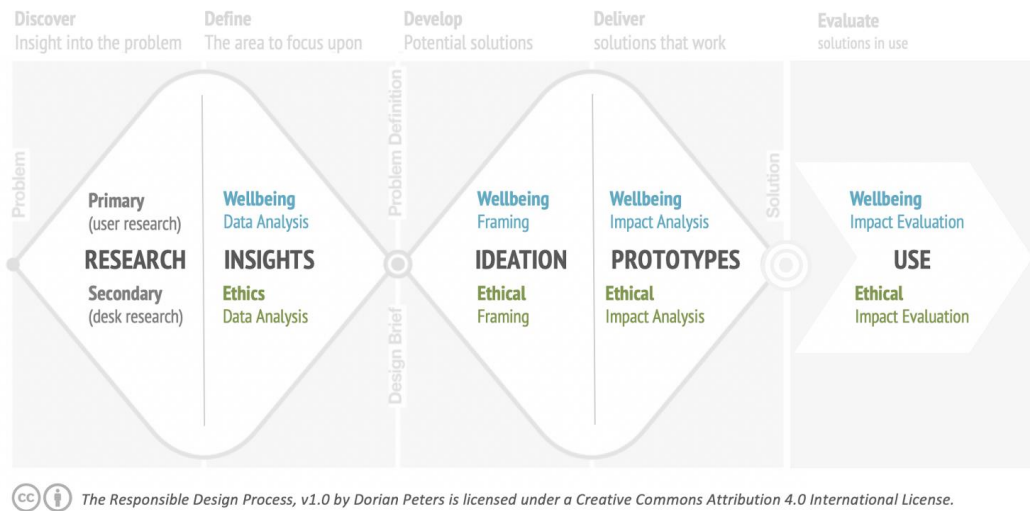 Discover
Insight into the problem
Define
The area to focus upon
Develop
Potential solutions
Deliver
solutions that work
Evaluate
solutions in use
Problem
Primary
(user research)
RESEARCH
Secondary
(desk research)
Wellbeing
Data Analysis
INSIGHTS
Ethics
Data Analysis
Problem Definition
Design Brief
Wellbeing
Framing
IDEATION
Ethical
Framing
Wellbeing
Impact Analysis
PROTOTYPES
Ethical
Impact Analysis
Solution
Wellbeing
Impact Evaluation
USE
Ethical
Impact Evaluation
cc
The Responsible Design Process, v1.0 by Dorian Peters is licensed under a Creative Commons Attribution 4.0 International License.